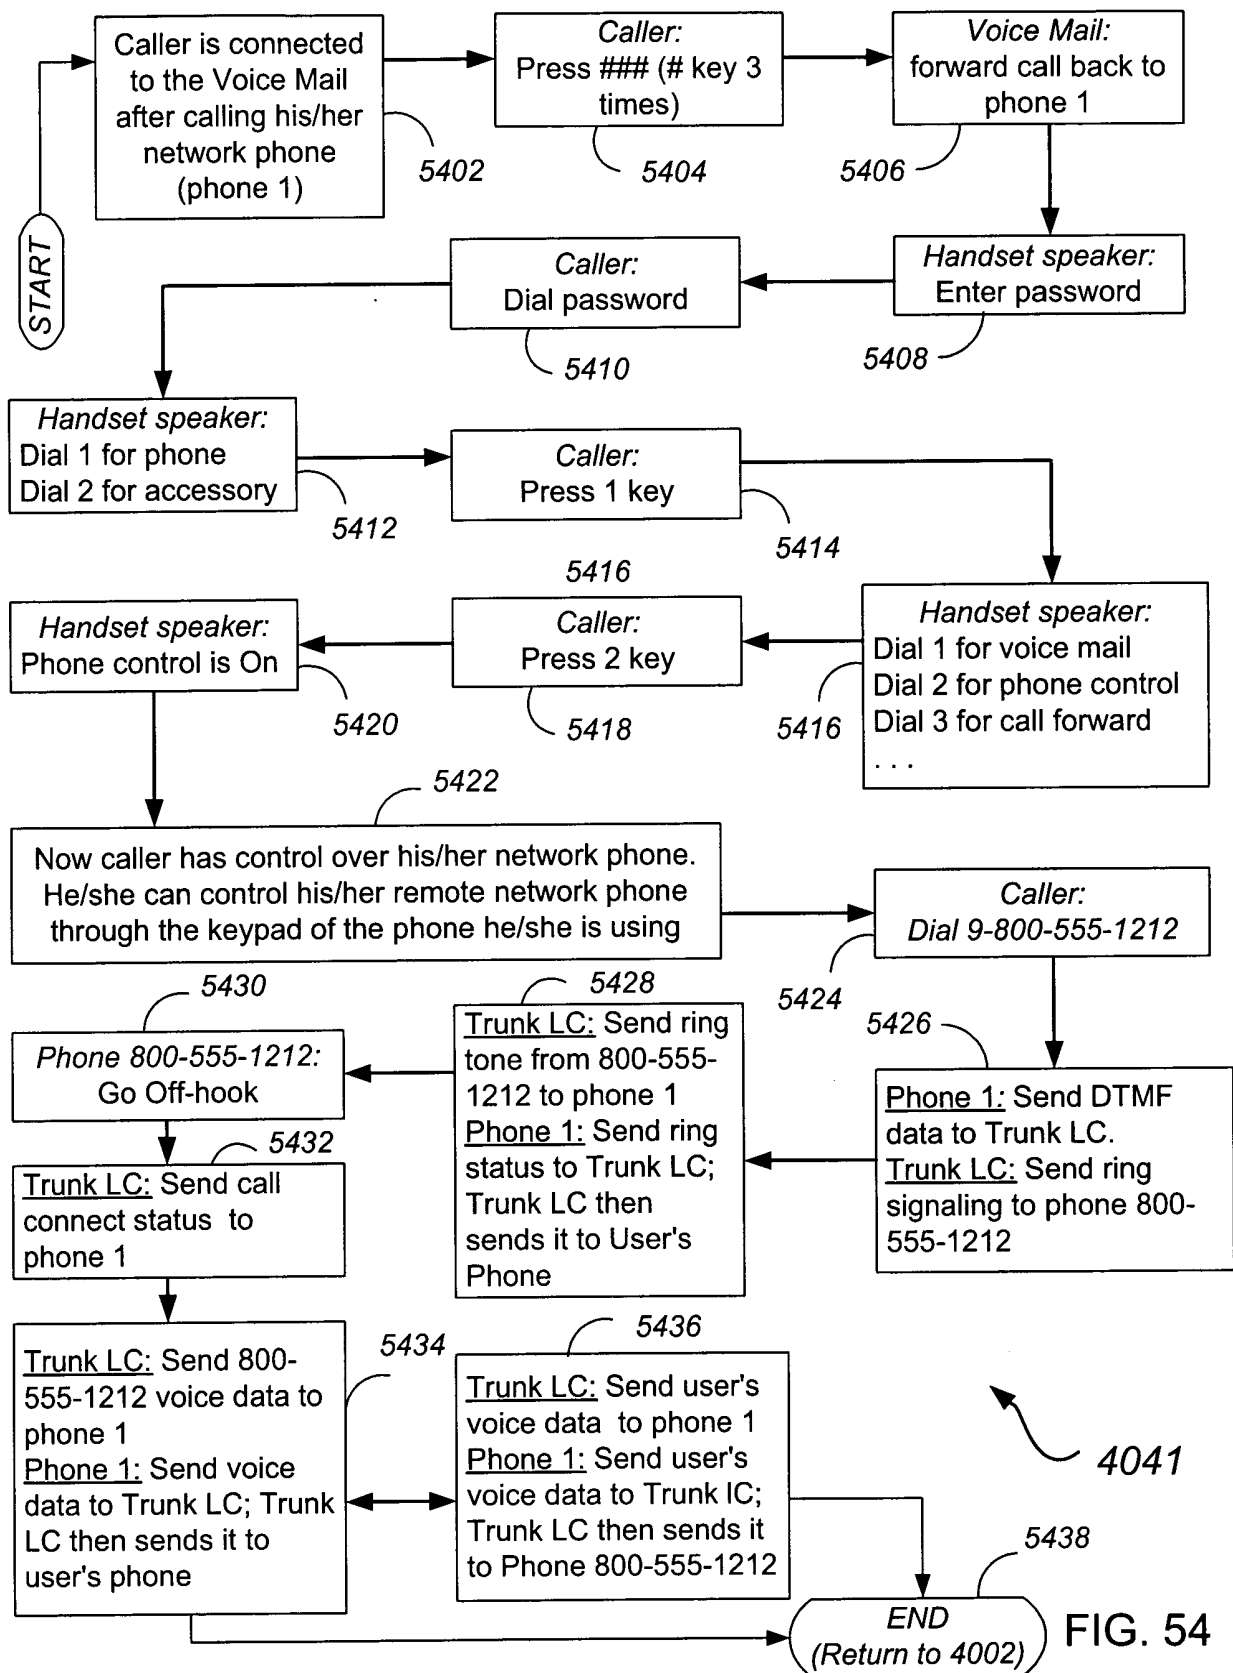 START
Caller is connected
to the Voice Mail
after calling his/her
network phone
(phone 1)
5402
Caller:
Press ### (# key 3
times)
5404
Voice Mail:
forward call back to
phone 1
5406
Handset speaker:
Enter password
5408
Caller:
Dial password
5410
Handset speaker:
Dial 1 for phone
Dial 2 for accessory
5412
Caller:
Press 1 key
5414
5416
Handset speaker:
Dial 1 for voice mail
Dial 2 for phone control
Dial 3 for call forward
. . .
5416
Caller:
Press 2 key
5418
Handset speaker:
Phone control is On
5420
5422
Now caller has control over his/her network phone.
He/she can control his/her remote network phone
through the keypad of the phone he/she is using
Caller:
Dial 9-800-555-1212
5424
5426
Phone 1: Send DTMF
data to Trunk LC.
Trunk LC: Send ring
signaling to phone 800-
555-1212
5428
Trunk LC: Send ring
tone from 800-555-
1212 to phone 1
Phone 1: Send ring
status to Trunk LC;
Trunk LC then
sends it to User's
Phone
5430
Phone 800-555-1212:
Go Off-hook
5432
Trunk LC: Send call
connect status to
phone 1
5434
Trunk LC: Send 800-
555-1212 voice data to
phone 1
Phone 1: Send voice
data to Trunk LC; Trunk
LC then sends it to
user's phone
5436
Trunk LC: Send user's
voice data to phone 1
Phone 1: Send user's
voice data to Trunk IC;
Trunk LC then sends it
to Phone 800-555-1212
4041
5438
END
(Return to 4002)
FIG. 54